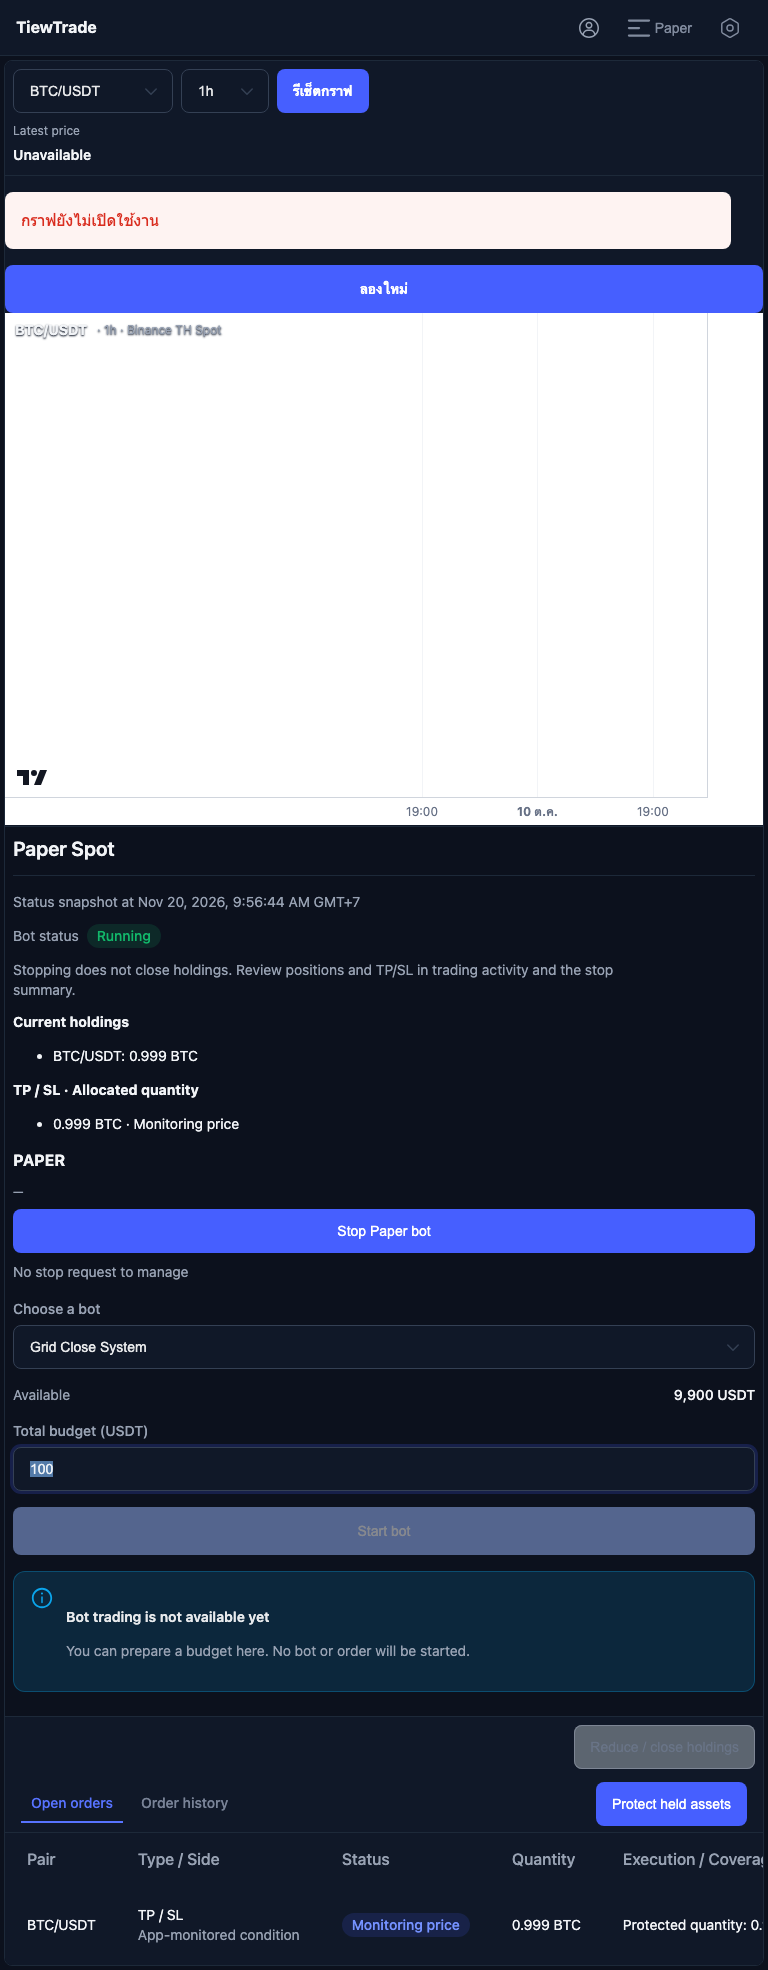 TiewTrade
Paper
BTC/USDT
1h
รีเซ็ตกราฟ
Latest price
Unavailable
กราฟยังไม่เปิดใช้งาน
ลองใหม่
BTC/USDT · 1h · Binance TH Spot
19:00
10 ต.ค.
19:00
Paper Spot
Status snapshot at Nov 20, 2026, 9:56:44 AM GMT+7
Bot status Running
Stopping does not close holdings. Review positions and TP/SL in trading activity and the stop
summary.
Current holdings
• BTC/USDT: 0.999 BTC
TP / SL · Allocated quantity
• 0.999 BTC · Monitoring price
PAPER
—
Stop Paper bot
No stop request to manage
Choose a bot
Grid Close System
Available 9,900 USDT
Total budget (USDT)
100
Start bot
Bot trading is not available yet
You can prepare a budget here. No bot or order will be started.
Reduce / close holdings
Open orders
Order history
Protect held assets
Pair
Type / Side
Status
Quantity
Execution / Coverag
BTC/USDT
TP / SL
App-monitored condition
Monitoring price
0.999 BTC
Protected quantity: 0.